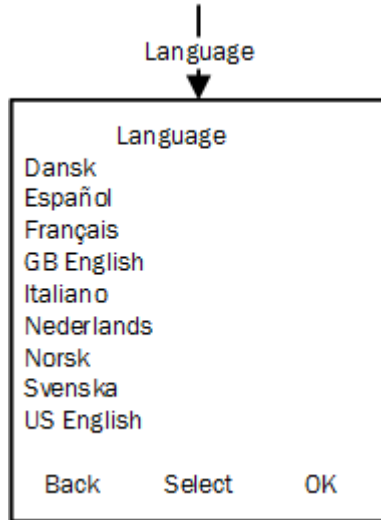 Language
Language
Dansk
Español
Français
GB English
Italiano
Nederlands
Norsk
Svenska
US English
Back Select OK